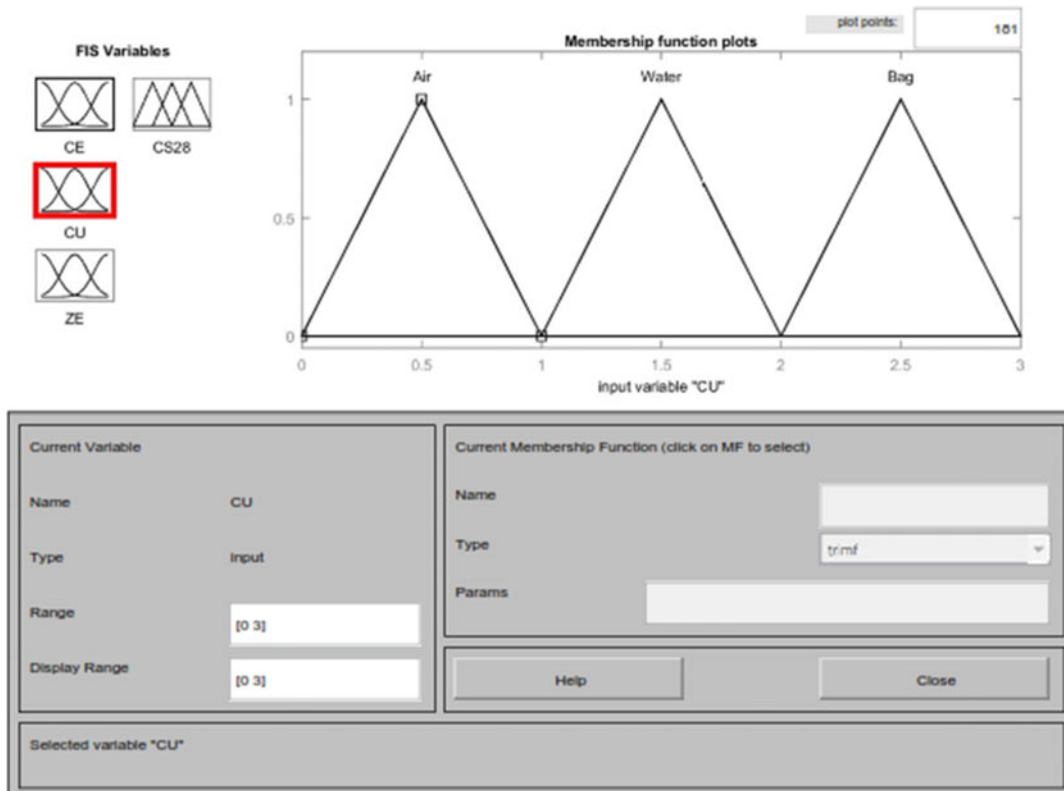 plot points: 181
FIS Variables
Membership function plots
Air Water Bag
CE CS28
CU
ZE
1
0.5
0
0 0.5 1 1.5 2 2.5 3
input variable "CU"
Current Variable
Name CU
Type Input
Range [0 3]
Display Range [0 3]
Current Membership Function (click on MF to select)
Name
Type trimf
Params
Help Close
Selected variable "CU"